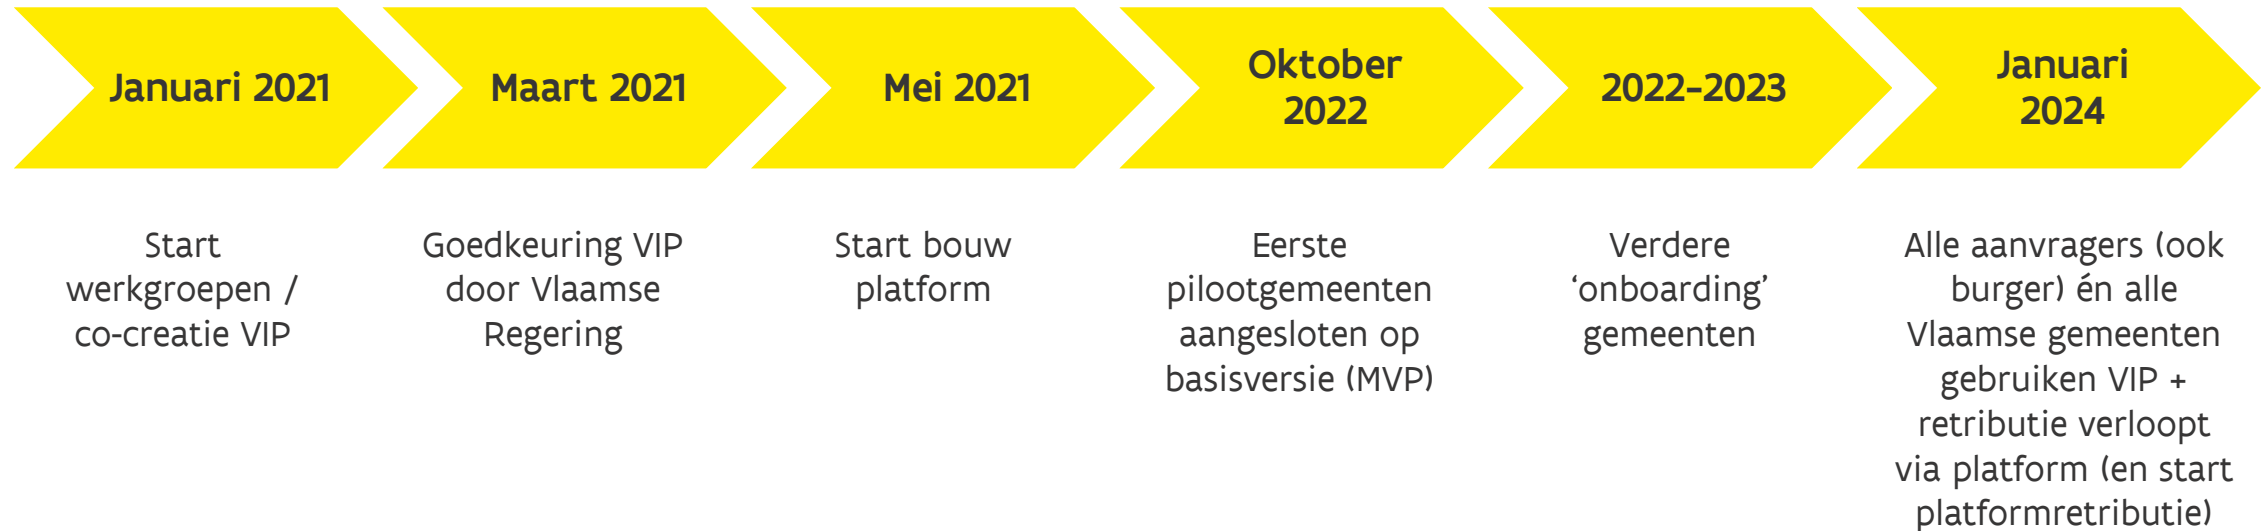 Januari 2021
Maart 2021
Mei 2021
Oktober
2022
2022-2023
Januari
2024
Start
werkgroepen /
co-creatie VIP
Goedkeuring VIP
door Vlaamse
Regering
Start bouw
platform
Eerste
pilootgemeenten
aangesloten op
basisversie (MVP)
Verdere
‘onboarding’
gemeenten
Alle aanvragers (ook
burger) én alle
Vlaamse gemeenten
gebruiken VIP +
retributie verloopt
via platform (en start
platformretributie)